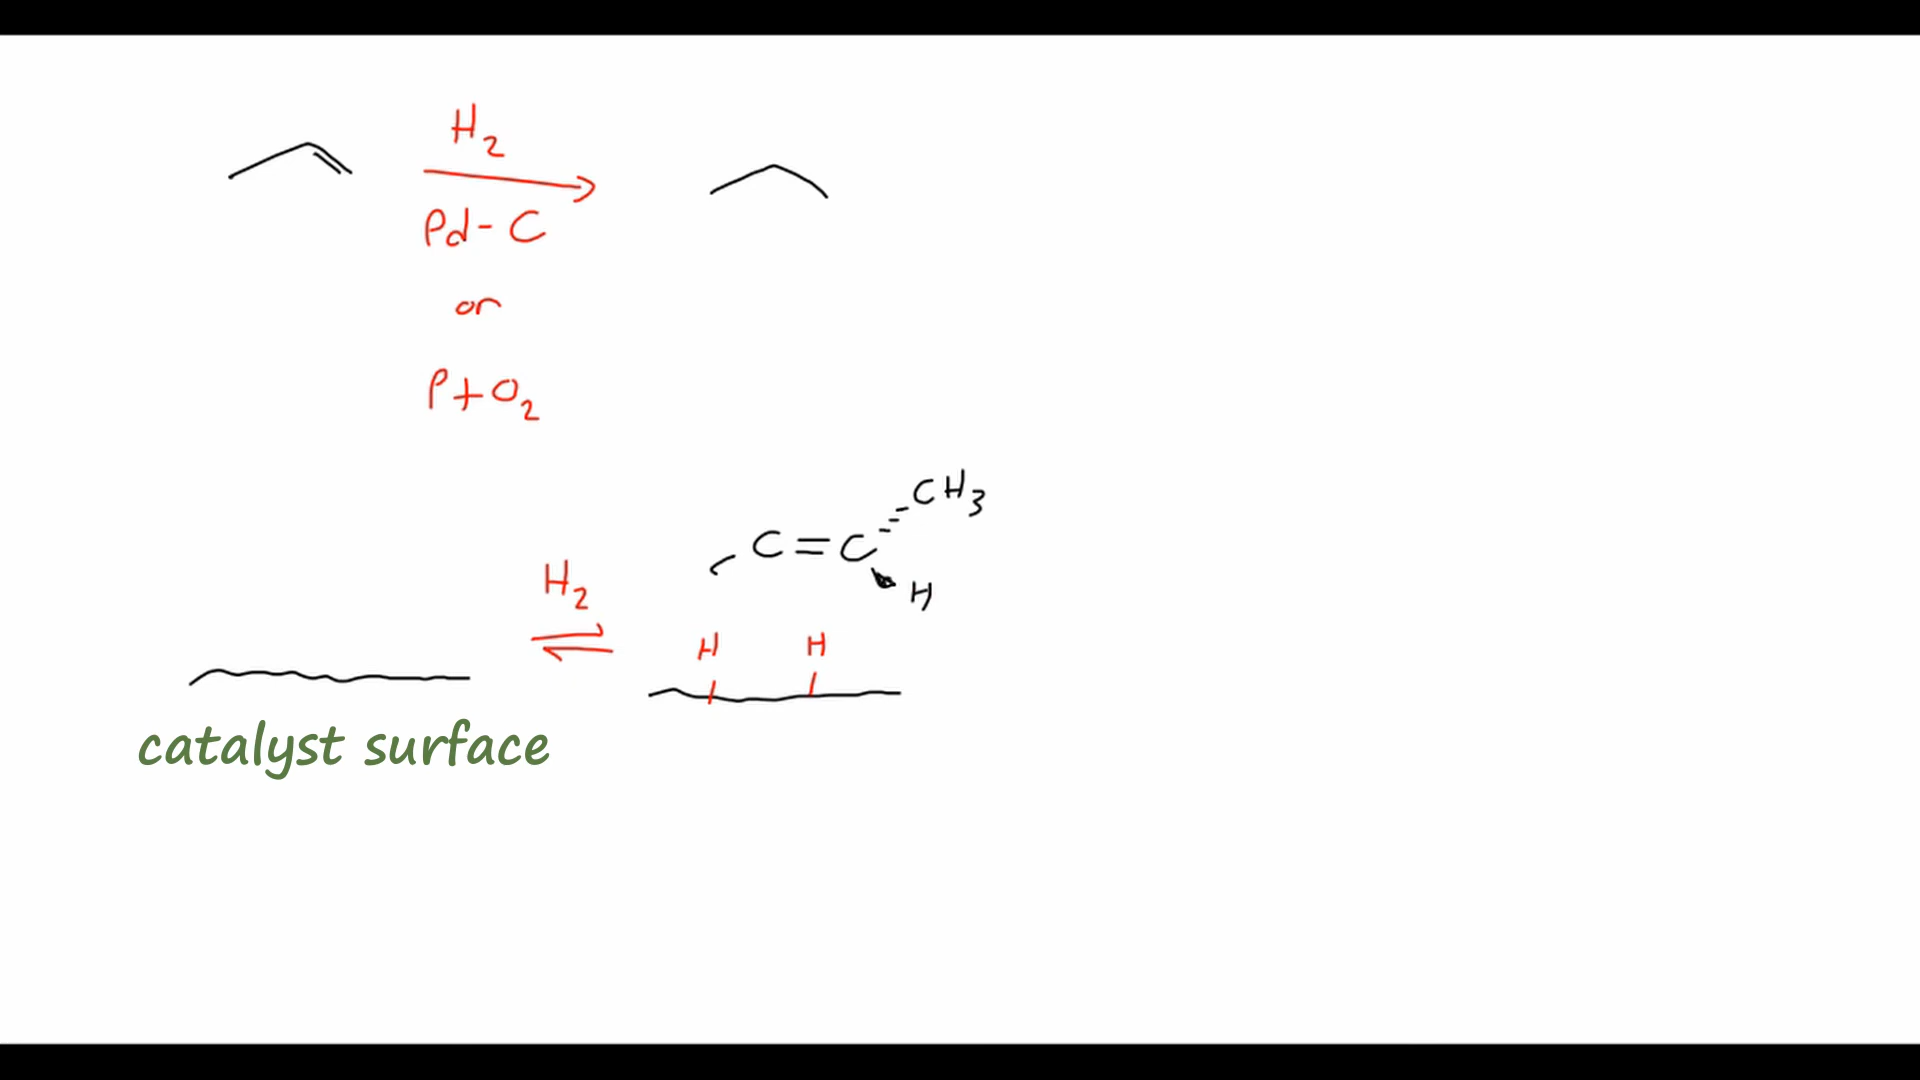 H₂
Pd - C
or
PtO₂
CH₃
C = C
H
H₂
H H
catalyst surface